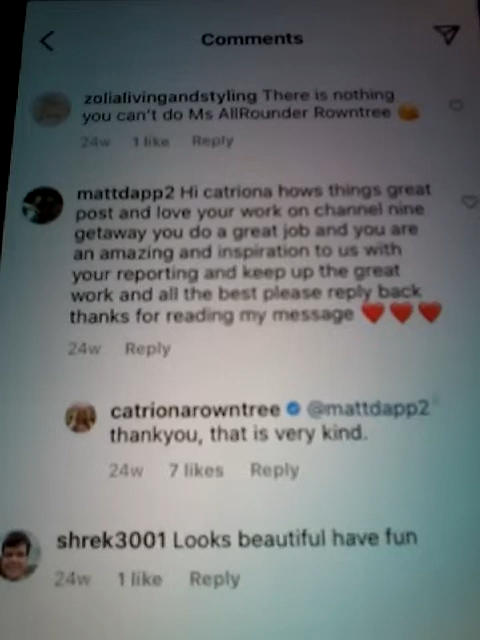 Comments
zolialivingandstyling There is nothing
you can't do Ms AllRounder Rowntree
24w 1 like Reply
mattdapp2 Hi catriona hows things great
post and love your work on channel nine
getaway you do a great job and you are
an amazing and inspiration to us with
your reporting and keep up the great
work and all the best please reply back
thanks for reading my message ❤️❤️❤️
24w Reply
catrionarowntree @mattdapp2
thankyou, that is very kind.
24w 7 likes Reply
shrek3001 Looks beautiful have fun
24w 1 like Reply